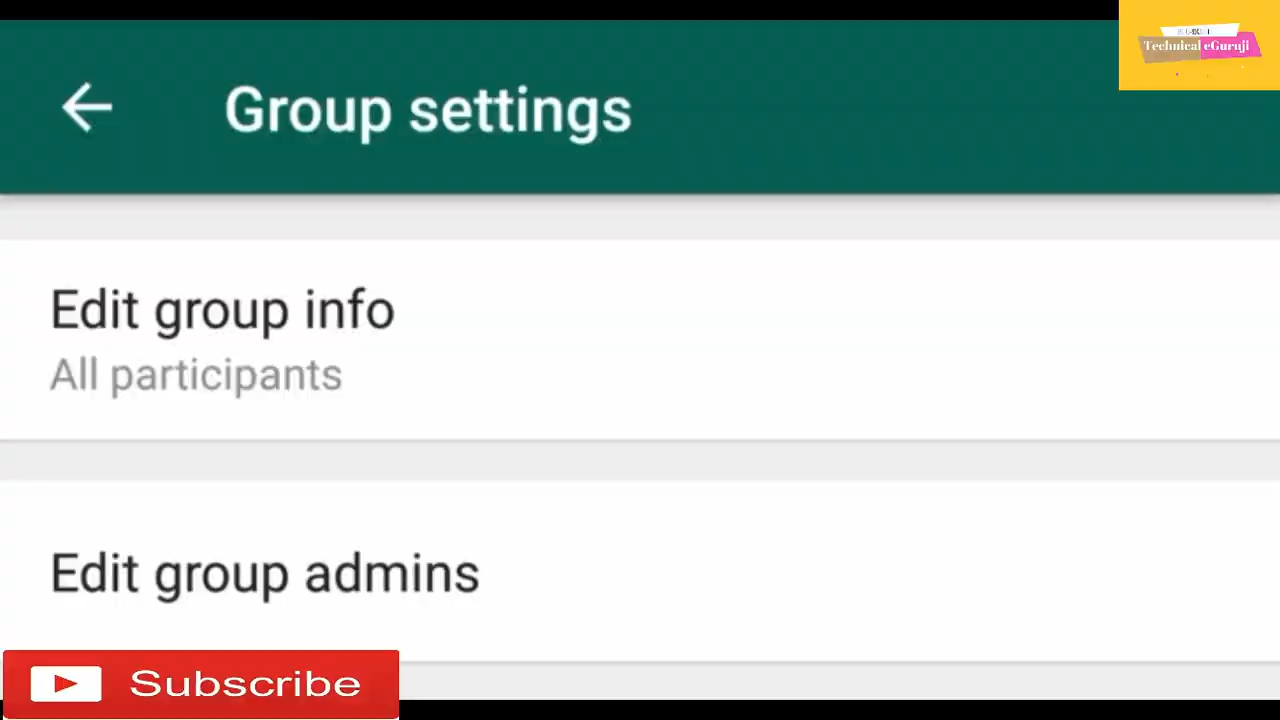 Technical eGuruji
Group settings
Edit group info
All participants
Edit group admins
Subscribe